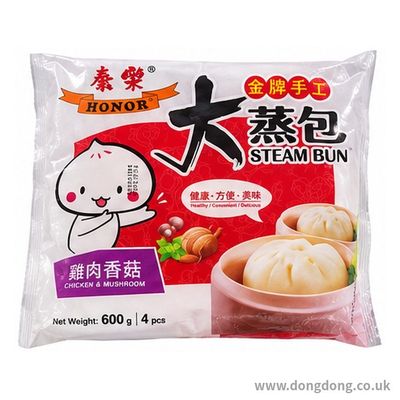 秦樂®
HONOR®
金牌手工
大蒸包
STEAM BUN
健康·方便·美味
Healthy / Convenient / Delicious
雞肉香菇
CHICKEN & MUSHROOM
Net Weight: 600g 4 pcs
www.dongdong.co.uk